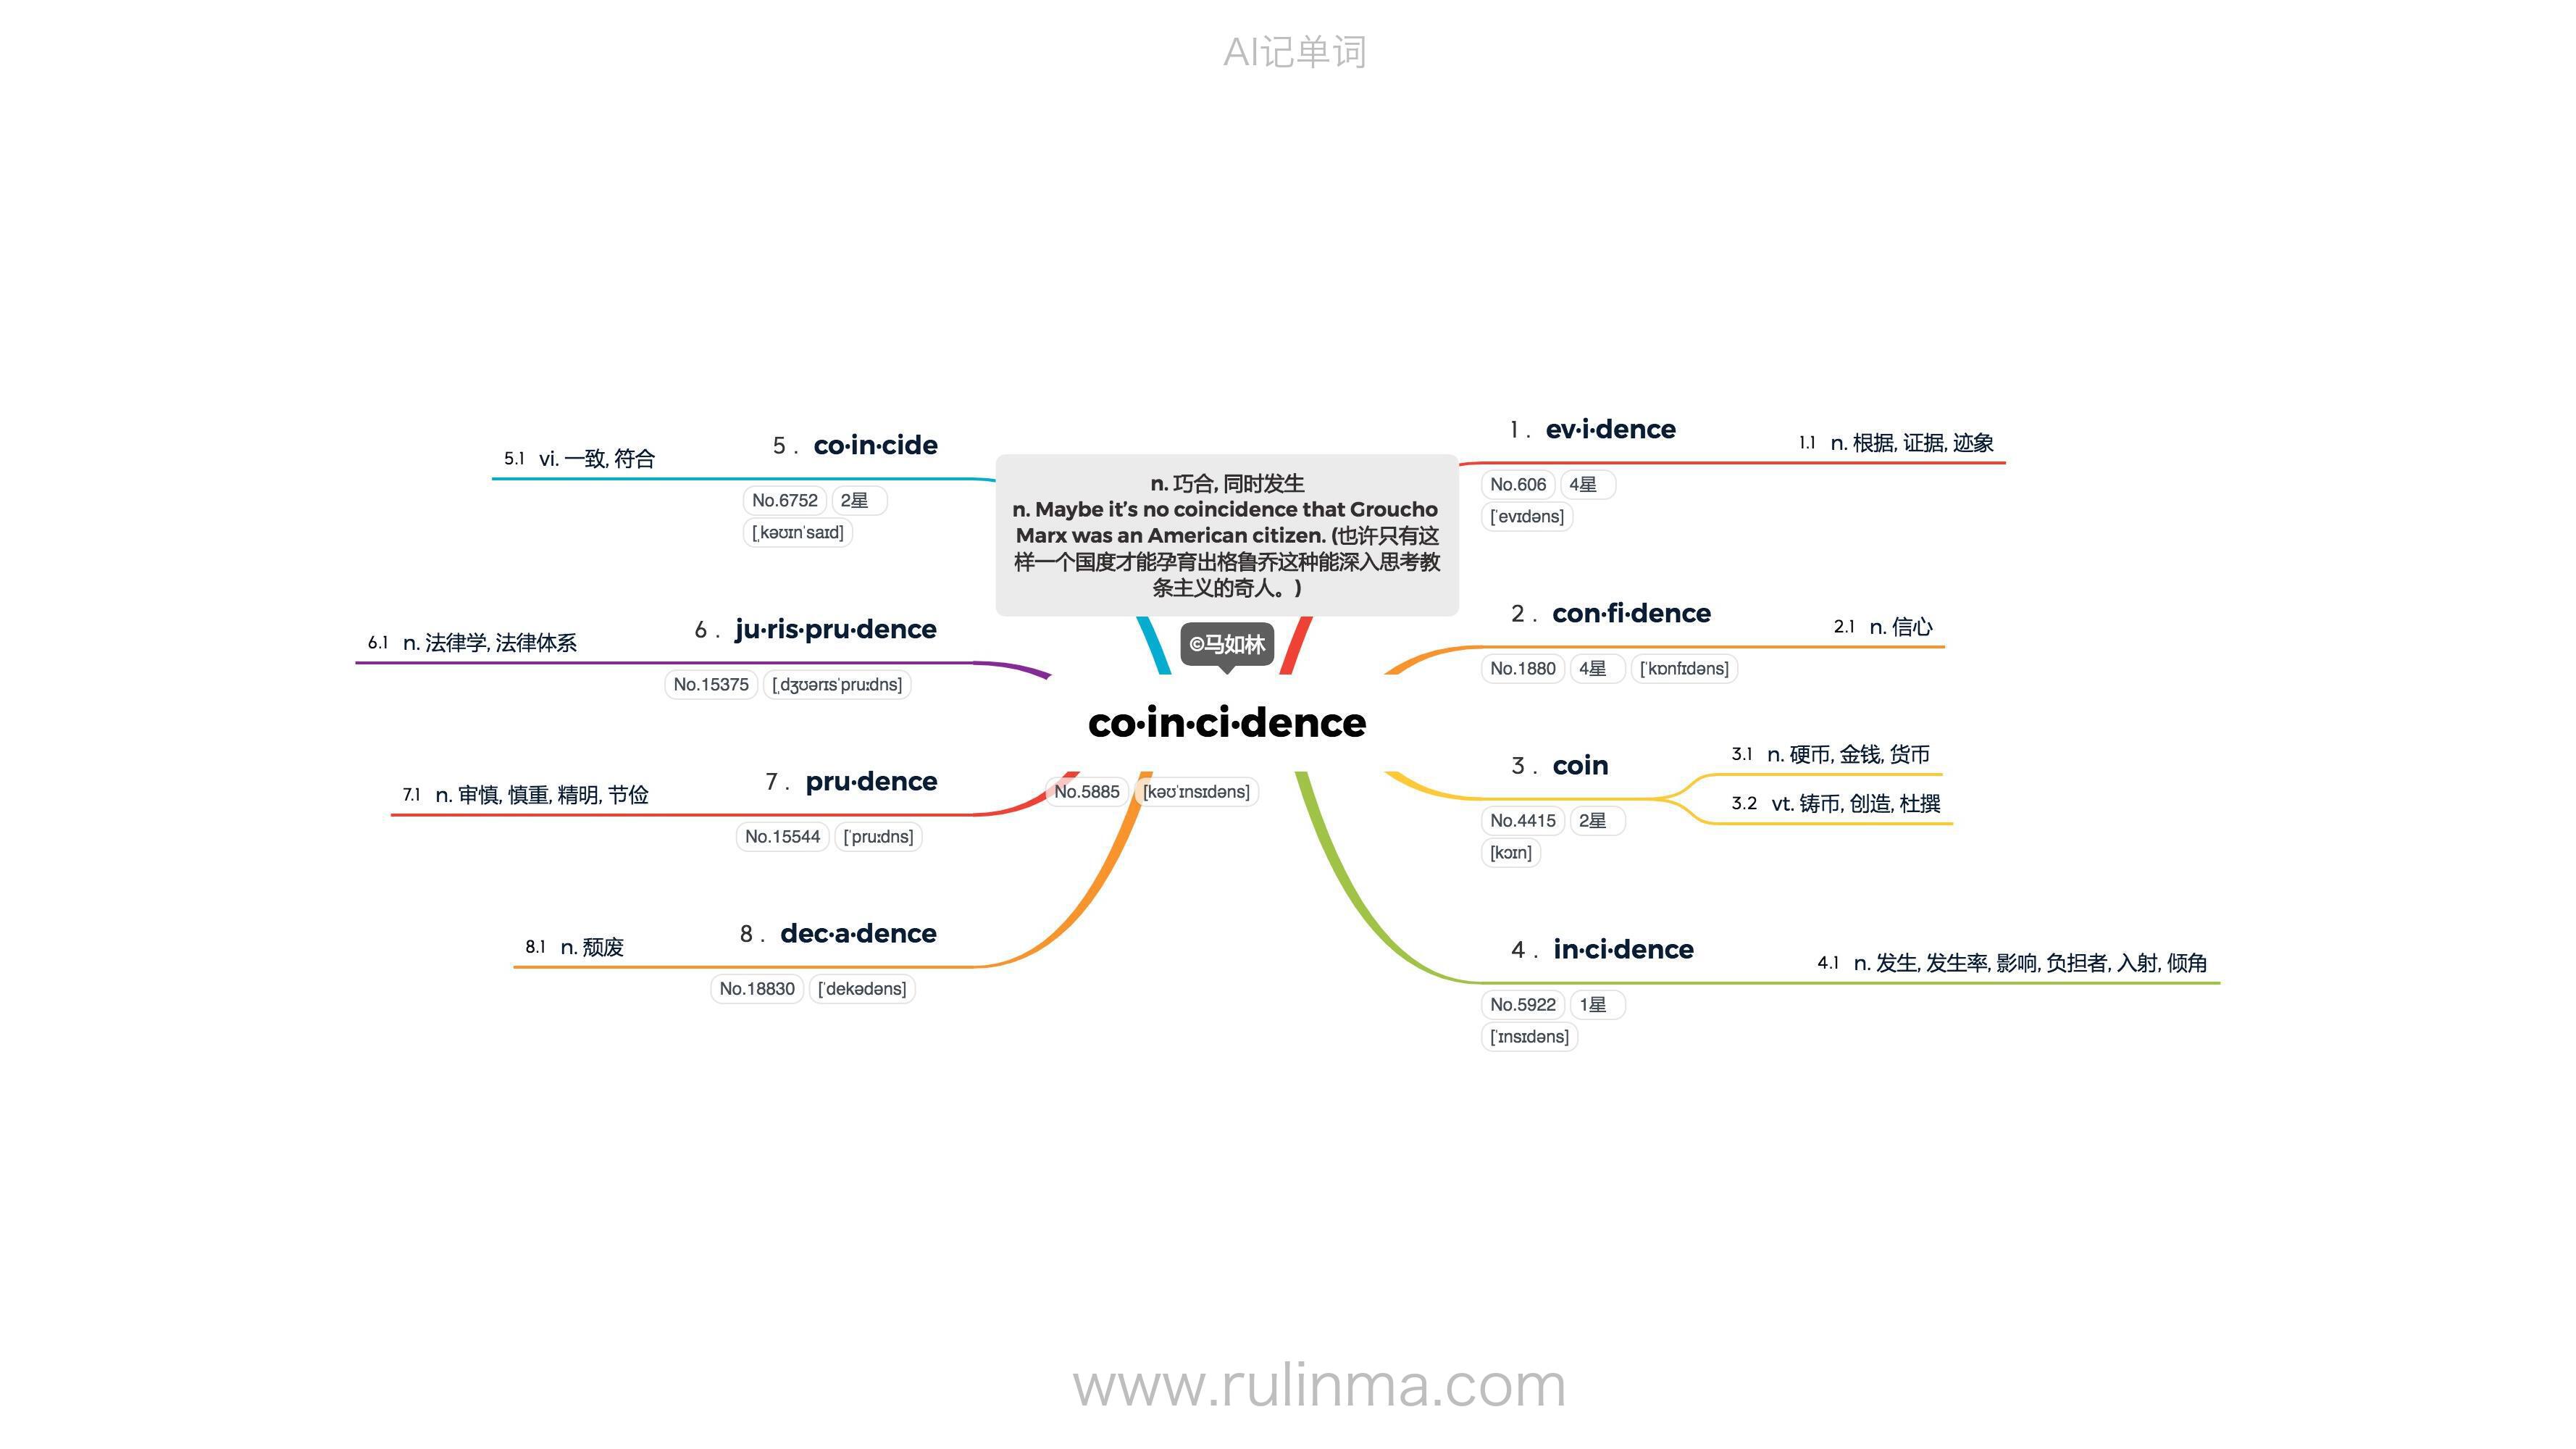 AI记单词
n. 巧合, 同时发生
n. Maybe it’s no coincidence that Groucho
Marx was an American citizen. (也许只有这
样一个国度才能孕育出格鲁乔这种能深入思考教
条主义的奇人。)
©马如林
co·in·ci·dence
No.5885 [kəʊˈɪnsɪdəns]
1 . ev·i·dence
No.606 4星
[ˈevɪdəns]
1.1 n. 根据, 证据, 迹象
2 . con·fi·dence
No.1880 4星 [ˈkɒnfɪdəns]
2.1 n. 信心
3 . coin
No.4415 2星
[kɔɪn]
3.1 n. 硬币, 金钱, 货币
3.2 vt. 铸币, 创造, 杜撰
4 . in·ci·dence
No.5922 1星
[ˈɪnsɪdəns]
4.1 n. 发生, 发生率, 影响, 负担者, 入射, 倾角
5 . co·in·cide
No.6752 2星
[ˌkəʊɪnˈsaɪd]
5.1 vi. 一致, 符合
6 . ju·ris·pru·dence
No.15375 [ˌdʒʊərɪsˈpruːdns]
6.1 n. 法律学, 法律体系
7 . pru·dence
No.15544 [ˈpruːdns]
7.1 n. 审慎, 慎重, 精明, 节俭
8 . dec·a·dence
No.18830 [ˈdekədəns]
8.1 n. 颓废
www.rulinma.com